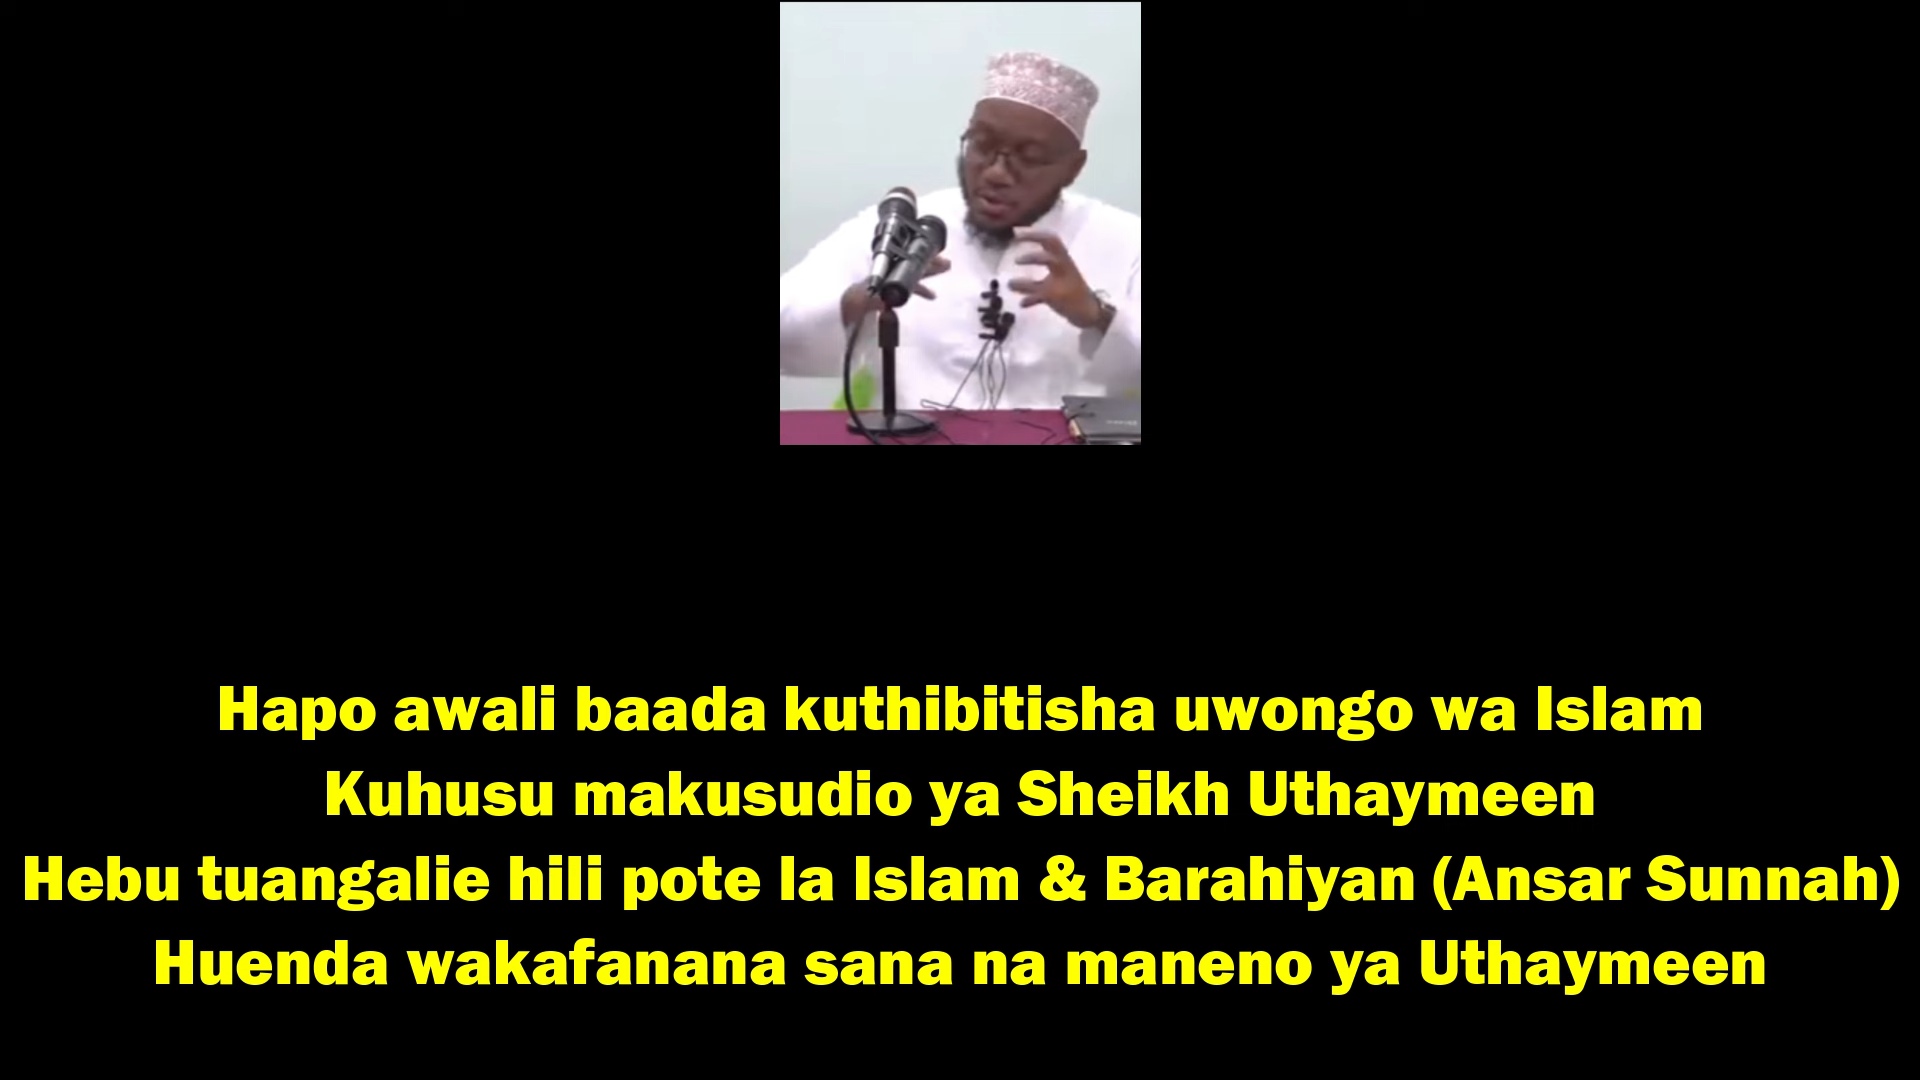 Hapo awali baada kuthibitisha uwongo wa Islam
Kuhusu makusudio ya Sheikh Uthaymeen
Hebu tuangalie hili pote la Islam & Barahiyan (Ansar Sunnah)
Huenda wakafanana sana na maneno ya Uthaymeen